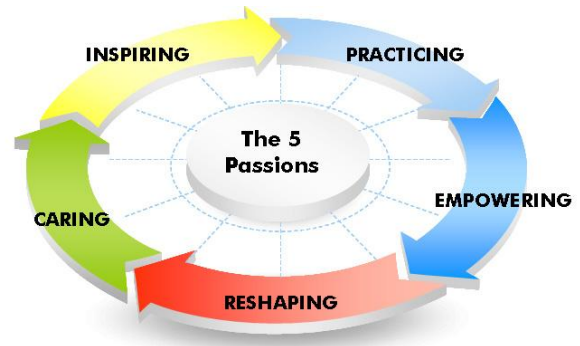 INSPIRING
PRACTICING
The 5
Passions
CARING
EMPOWERING
RESHAPING